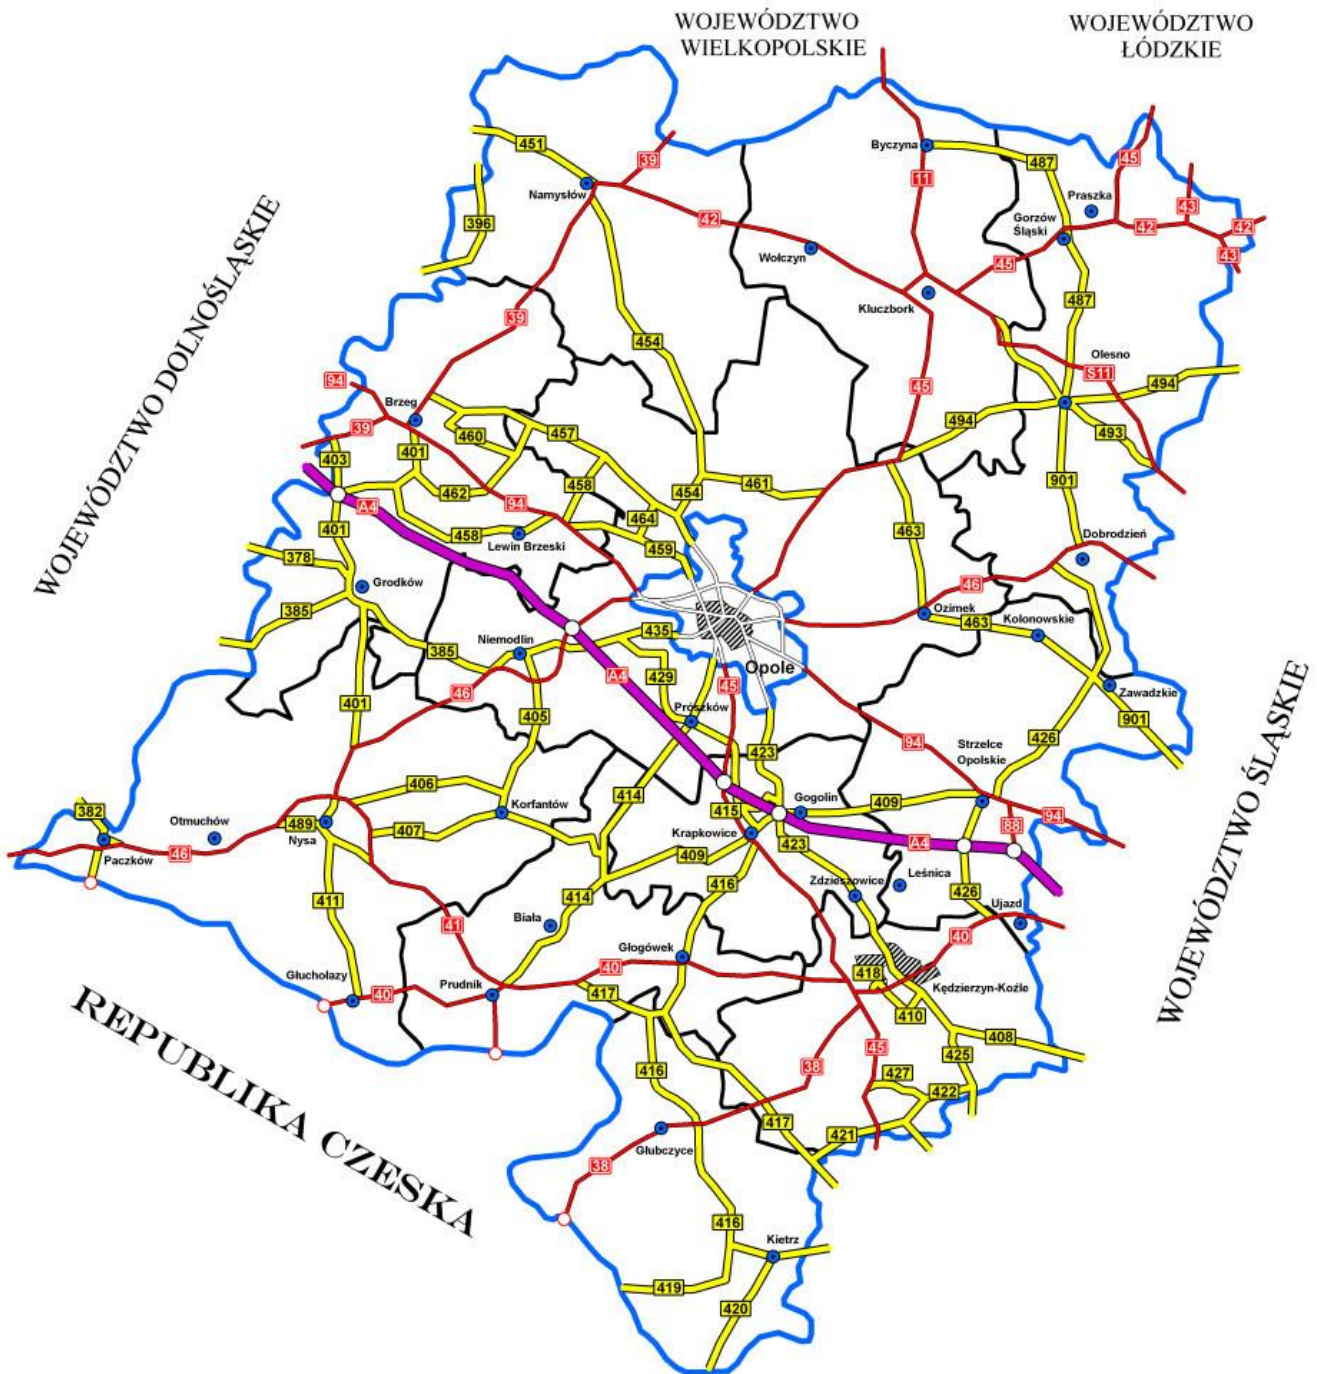 WOJEWÓDZTWO
WIELKOPOLSKIE
WOJEWÓDZTWO
ŁÓDZKIE
WOJEWÓDZTWO DOLNOŚLĄSKIE
WOJEWÓDZTWO ŚLĄSKIE
REPUBLIKA CZESKA
451
39
Byczyna
487
45
Namysłów
11
Praszka
43
396
42
Gorzów
Śląski
42
42
Wołczyn
45
43
Kluczbork
487
39
454
Olesno
94
S11
494
Brzeg
45
39
460
457
494
493
403
401
462
458
454
461
901
A4
94
401
464
463
458
Lewin Brzeski
459
Dobrodzień
378
Grodków
46
385
Ozimek
463
Kolonowskie
435
385
Niemodlin
Opole
429
A4
46
45
Zawadzkie
401
405
Prószków
901
423
94
426
Strzelce
Opolskie
406
414
382
Korfantów
415
Gogolin
409
Otmuchów
489
Nysa
407
Krapkowice
94
88
46
Paczków
409
423
A4
416
Zdzieszowice
Leśnica
426
411
414
Ujazd
Biała
41
40
Głogówek
40
Głuchołazy
418
40
Prudnik
417
Kędzierzyn-Koźle
410
408
45
425
416
38
427
422
417
421
Głubczyce
38
416
Kietrz
419
420